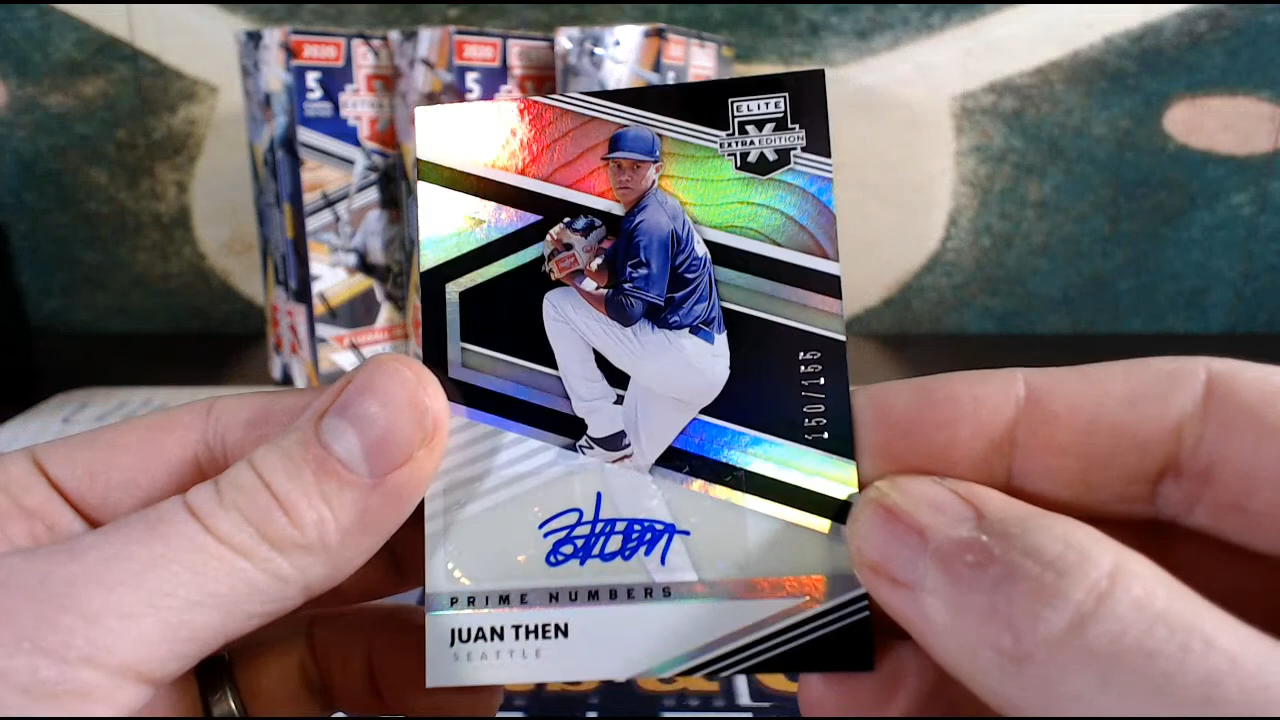 2020
5
2020
5
ELITE
EXTRA EDITION
X
150/155
PRIME NUMBERS
JUAN THEN
SEATTLE